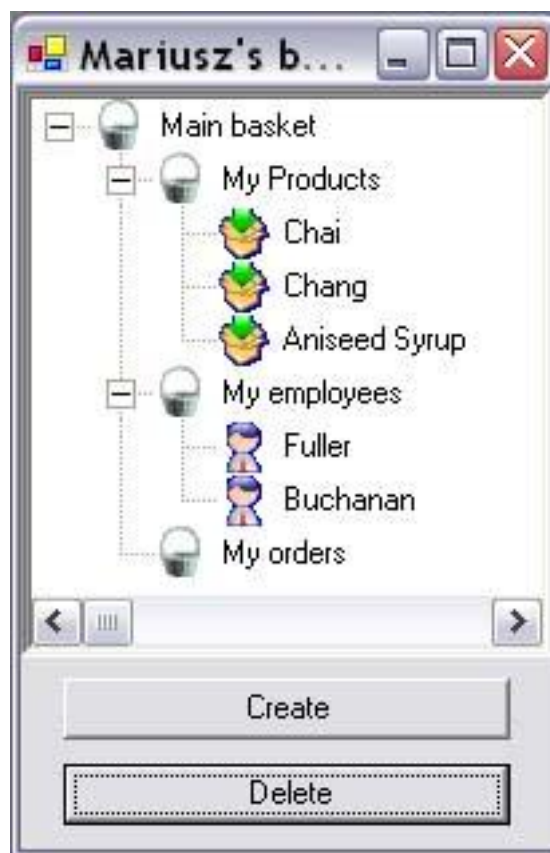 Mariusz's b...
Main basket
My Products
Chai
Chang
Aniseed Syrup
My employees
Fuller
Buchanan
My orders
Create
Delete